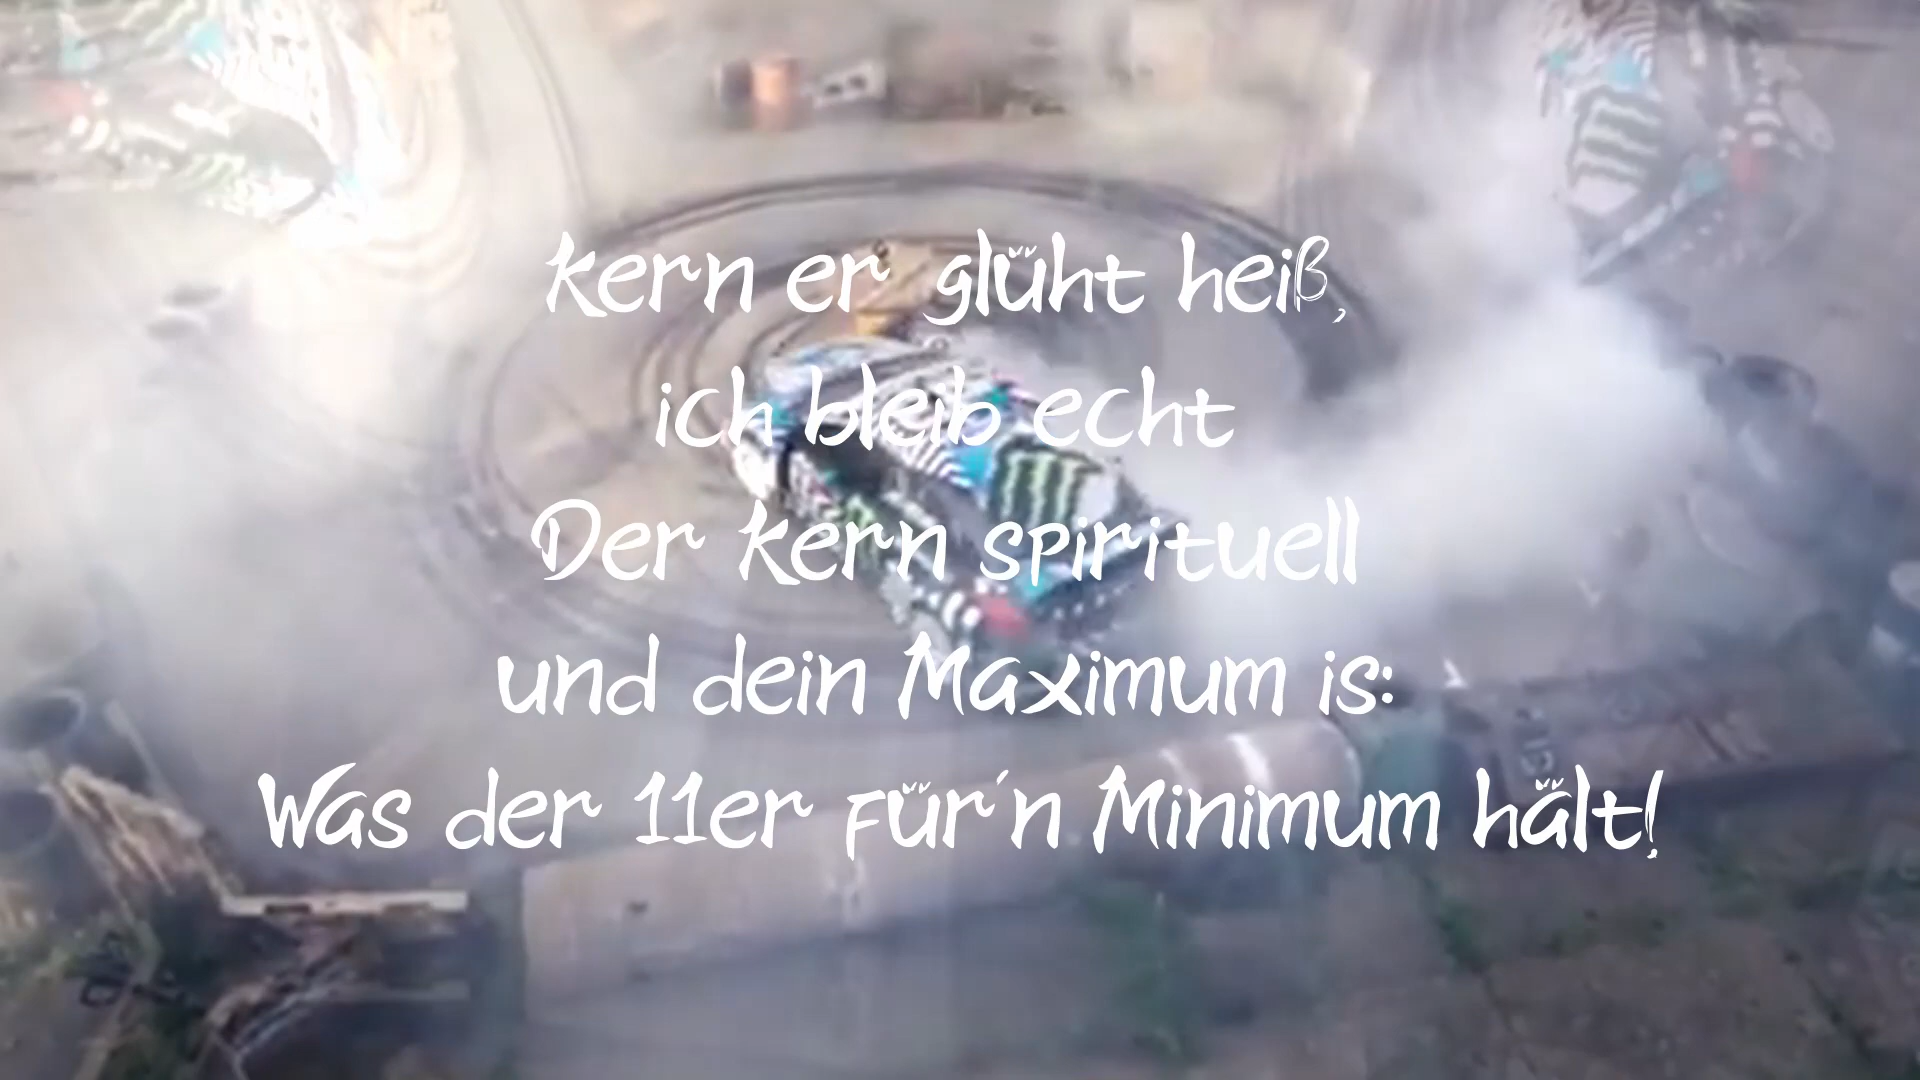 kern er glüht heiß,
ich bleib echt
Der kern spirituell
und dein Maximum is:
Was der 11er für´n Minimum hält!